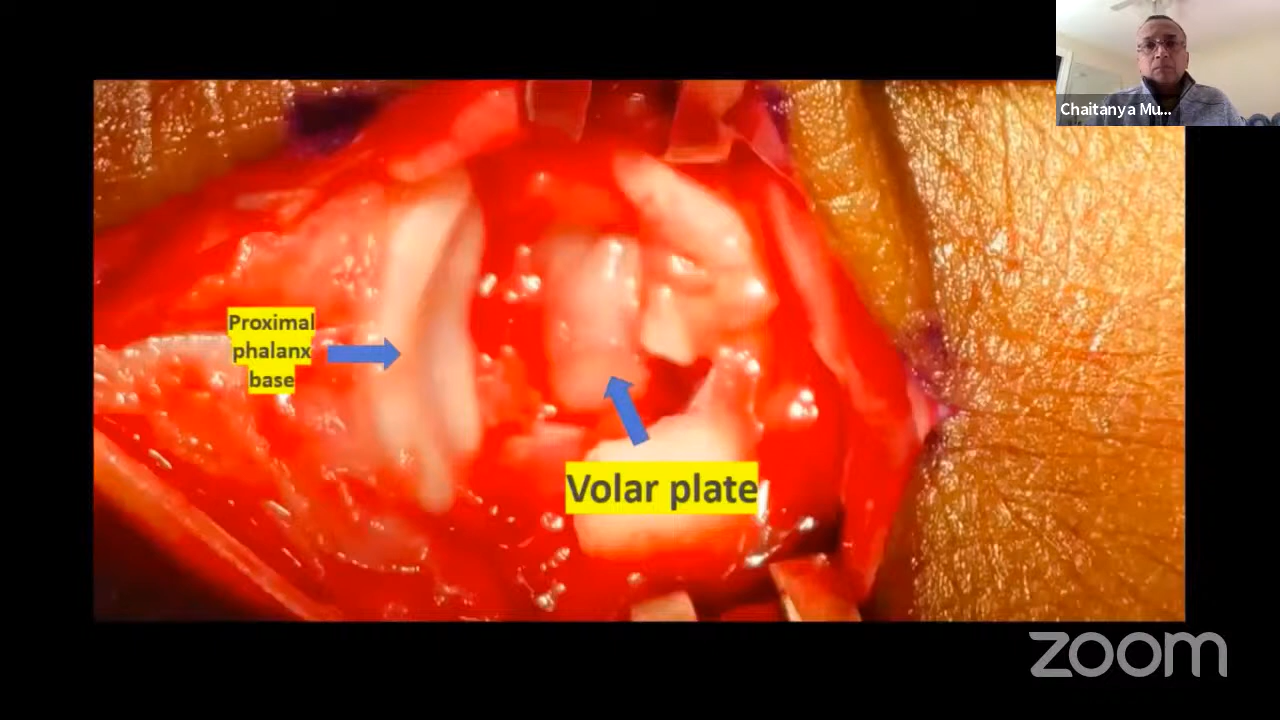 Chaitanya Mu...
Proximal
phalanx
base
Volar plate
zoom